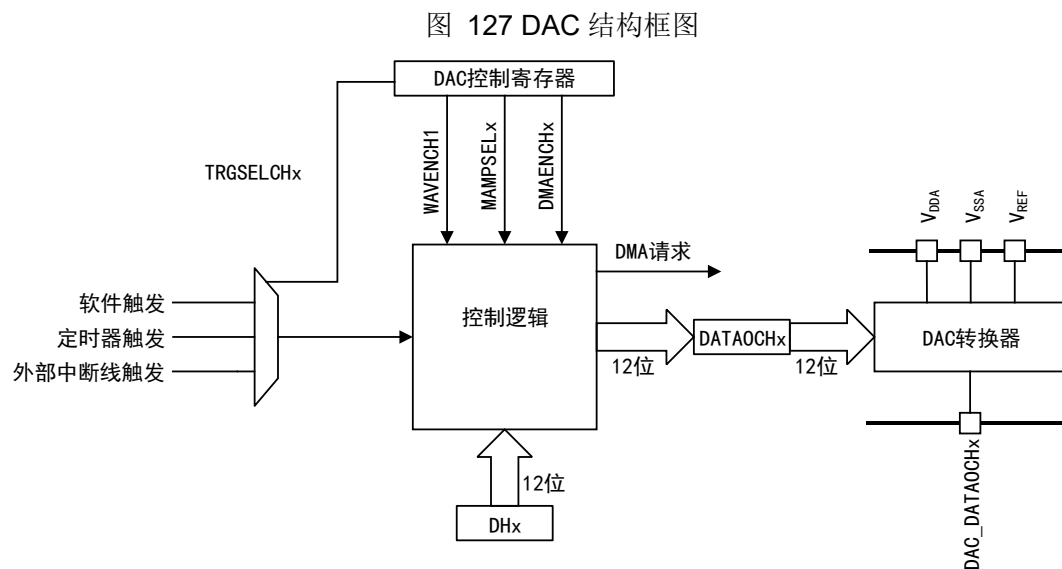 图 127 DAC 结构框图
DAC控制寄存器
TRGSELCHx
WAVENCH1
MAMPSELx
DMAENCHx
VDDA
VSSA
VREF
软件触发
定时器触发
外部中断线触发
控制逻辑
DMA请求
12位
DATAOCHx
12位
DAC转换器
12位
DHx
DAC_DATAOCHx